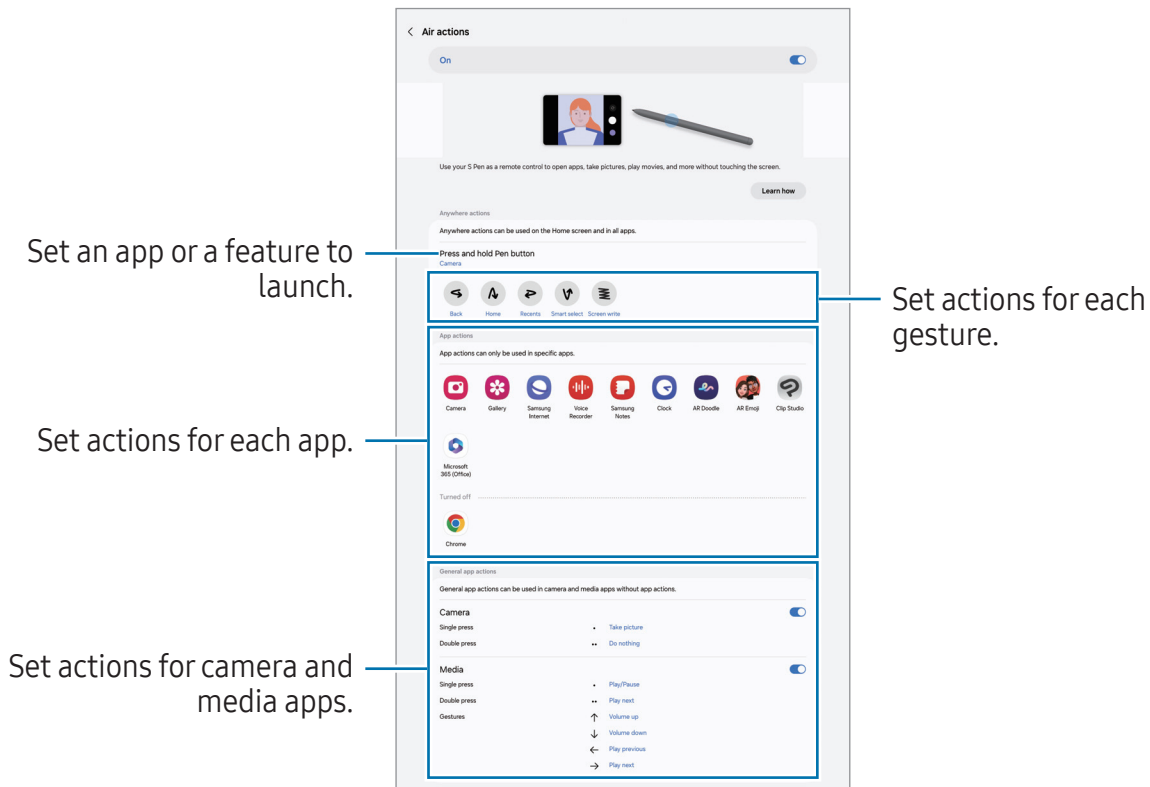 Air actions
On
Use your S Pen as a remote control to open apps, take pictures, play movies, and more without touching the screen.
Learn how
Anywhere actions
Anywhere actions can be used on the Home screen and in all apps.
Set an app or a feature to
launch.
Press and hold Pen button
Camera
Back Home Recents Smart select Screen write
Set actions for each
gesture.
App actions
App actions can only be used in specific apps.
Camera Gallery Samsung Internet Voice Recorder Samsung Notes Clock AR Doodle AR Emoji Clip Studio
Set actions for each app.
Microsoft
365 (Office)
Turned off
Chrome
General app actions
General app actions can be used in camera and media apps without app actions.
Camera
Single press • Take picture
Double press •• Do nothing
Set actions for camera and
media apps.
Media
Single press • Play/Pause
Double press •• Play next
Gestures ↑ Volume up
↓ Volume down
← Play previous
→ Play next